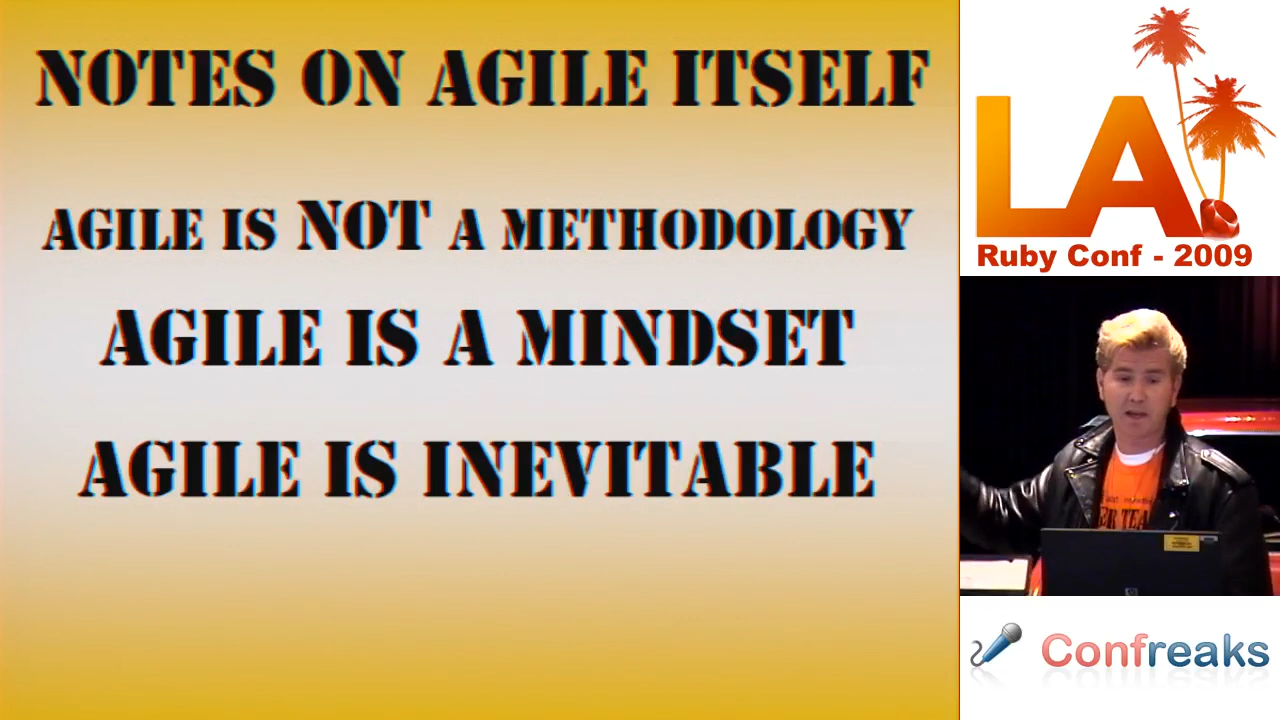 NOTES ON AGILE ITSELF
AGILE IS NOT A METHODOLOGY
AGILE IS A MINDSET
AGILE IS INEVITABLE
LA
Ruby Conf - 2009
Confreaks